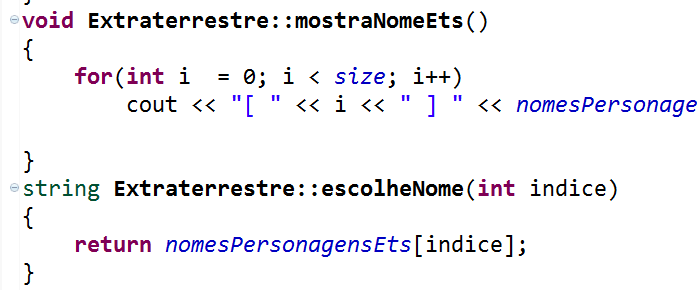 void Extraterrestre::mostraNomeEts()
{
for(int i = 0; i < size; i++)
cout << "[ " << i << " ] " << nomesPersonage
}
string Extraterrestre::escolheNome(int indice)
{
return nomesPersonagensEts[indice];
}